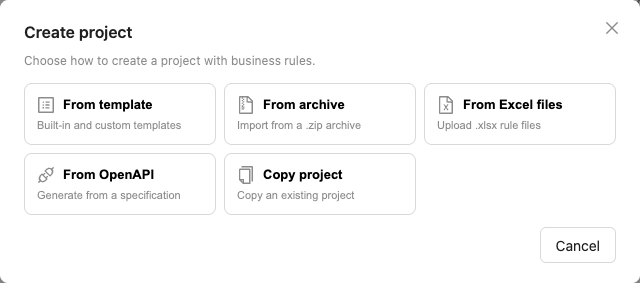 Create project
Choose how to create a project with business rules.
From template
Built-in and custom templates
From archive
Import from a .zip archive
From Excel files
Upload .xlsx rule files
From OpenAPI
Generate from a specification
Copy project
Copy an existing project
Cancel